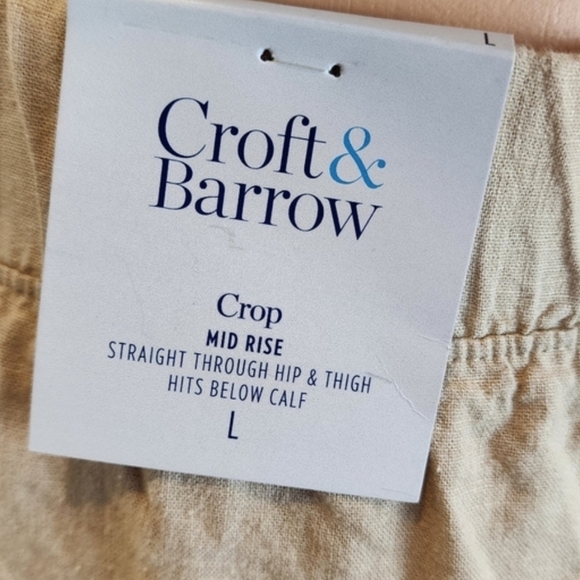 L
Croft&
Barrow
Crop
MID RISE
STRAIGHT THROUGH HIP & THIGH
HITS BELOW CALF
L